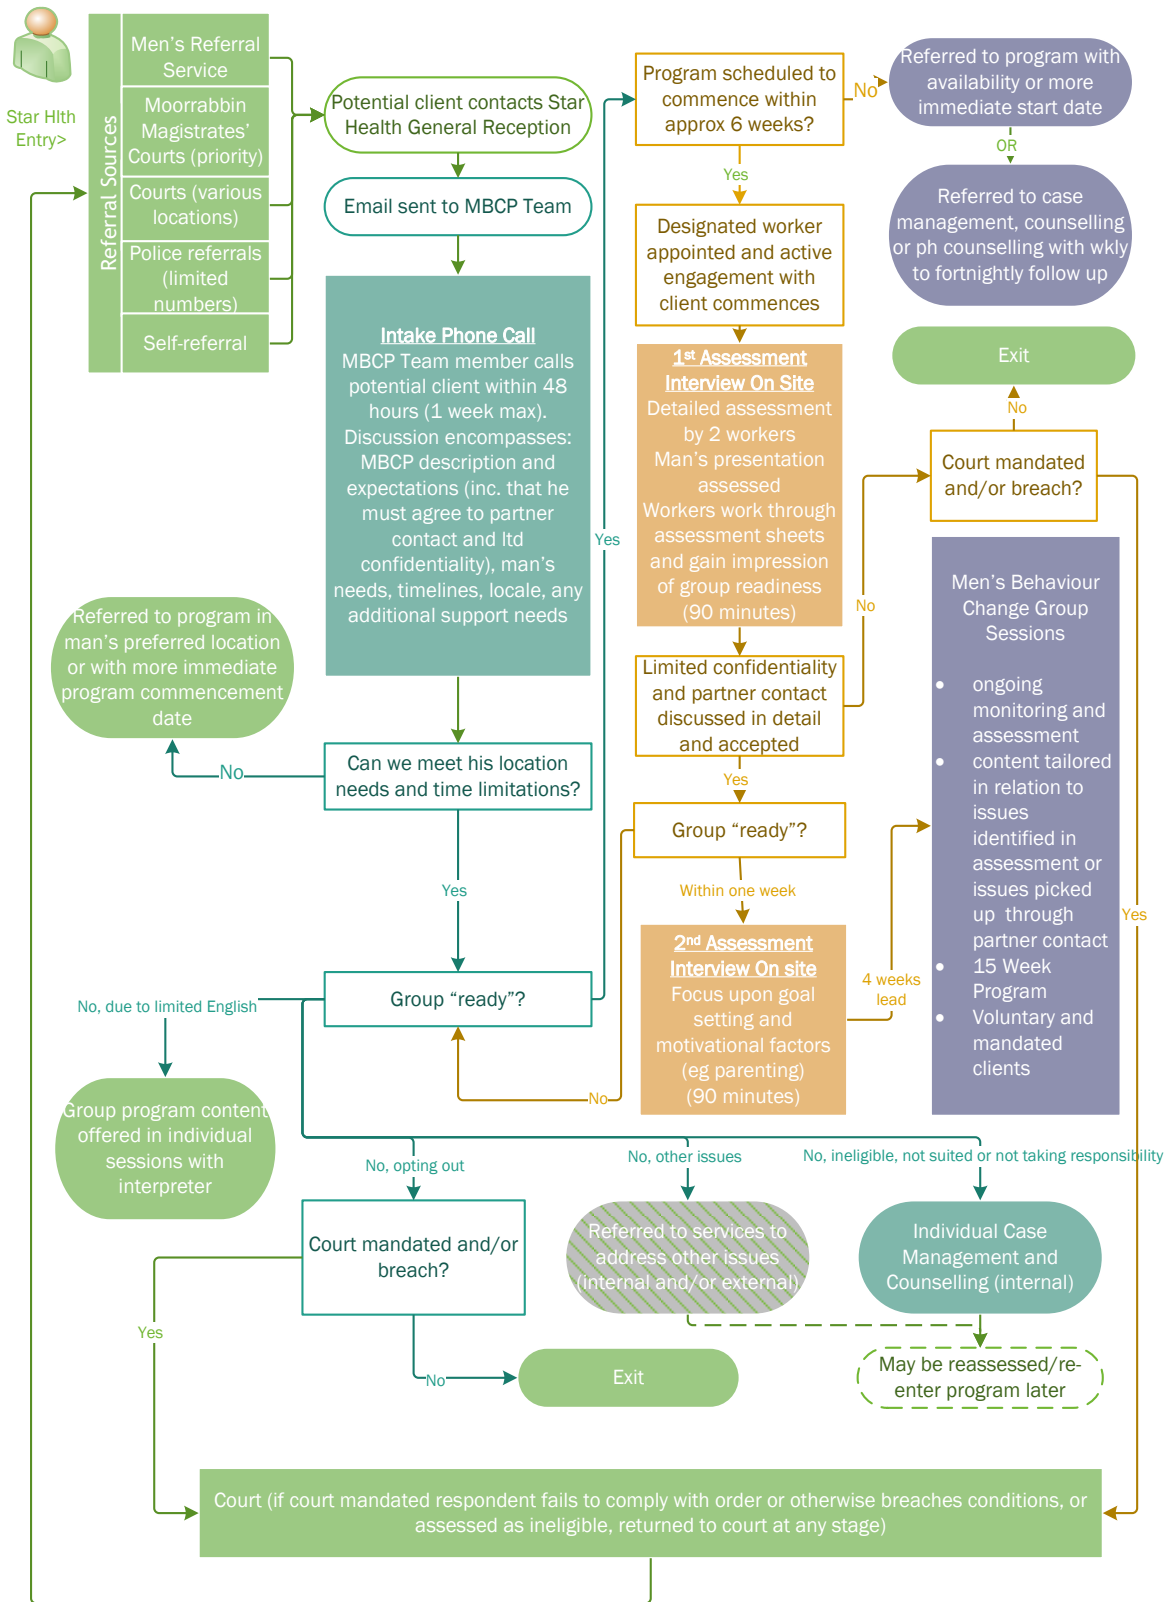 Star Hlth
Entry>
Referral Sources
Men's Referral
Service
Moorrabbin
Magistrates'
Courts (priority)
Courts (various
locations)
Police referrals
(limited
numbers)
Self-referral
Potential client contacts Star
Health General Reception
Email sent to MBCP Team
Intake Phone Call
MBCP Team member calls
potential client within 48
hours (1 week max).
Discussion encompasses:
MBCP description and
expectations (inc. that he
must agree to partner
contact and ltd
confidentiality), man's
needs, timelines, locale, any
additional support needs
Can we meet his location
needs and time limitations?
No
Referred to program in
man's preferred location
or with more immediate
program commencement
date
Yes
Group "ready"?
Yes
Program scheduled to
commence within
approx 6 weeks?
No
Referred to program with
availability or more
immediate start date
OR
Referred to case
management, counselling
or ph counselling with wkly
to fortnightly follow up
Yes
Designated worker
appointed and active
engagement with
client commences
1st Assessment
Interview On Site
Detailed assessment
by 2 workers
Man's presentation
assessed
Workers work through
assessment sheets
and gain impression
of group readiness
(90 minutes)
Limited confidentiality
and partner contact
discussed in detail
and accepted
No
Court mandated
and/or breach?
No
Exit
Yes
Yes
Group "ready"?
No
Within one week
2nd Assessment
Interview On site
Focus upon goal
setting and
motivational factors
(eg parenting)
(90 minutes)
4 weeks
lead
Men's Behaviour
Change Group
Sessions
• ongoing
monitoring and
assessment
• content tailored
in relation to
issues
identified in
assessment or
issues picked
up through
partner contact
• 15 Week
Program
• Voluntary and
mandated
clients
No, due to limited English
Group program content
offered in individual
sessions with
interpreter
No, opting out
Court mandated and/or
breach?
Yes
No
Exit
No, other issues
Referred to services to
address other issues
(internal and/or external)
No, ineligible, not suited or not taking responsibility
Individual Case
Management and
Counselling (internal)
May be reassessed/re-
enter program later
Court (if court mandated respondent fails to comply with order or otherwise breaches conditions, or
assessed as ineligible, returned to court at any stage)